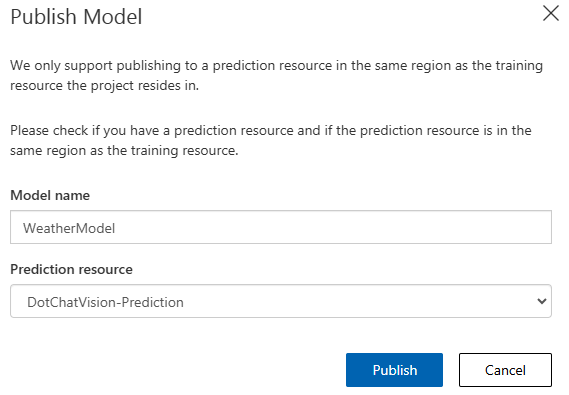 Publish Model
We only support publishing to a prediction resource in the same region as the training
resource the project resides in.
Please check if you have a prediction resource and if the prediction resource is in the
same region as the training resource.
Model name
WeatherModel
Prediction resource
DotChatVision-Prediction
Publish
Cancel